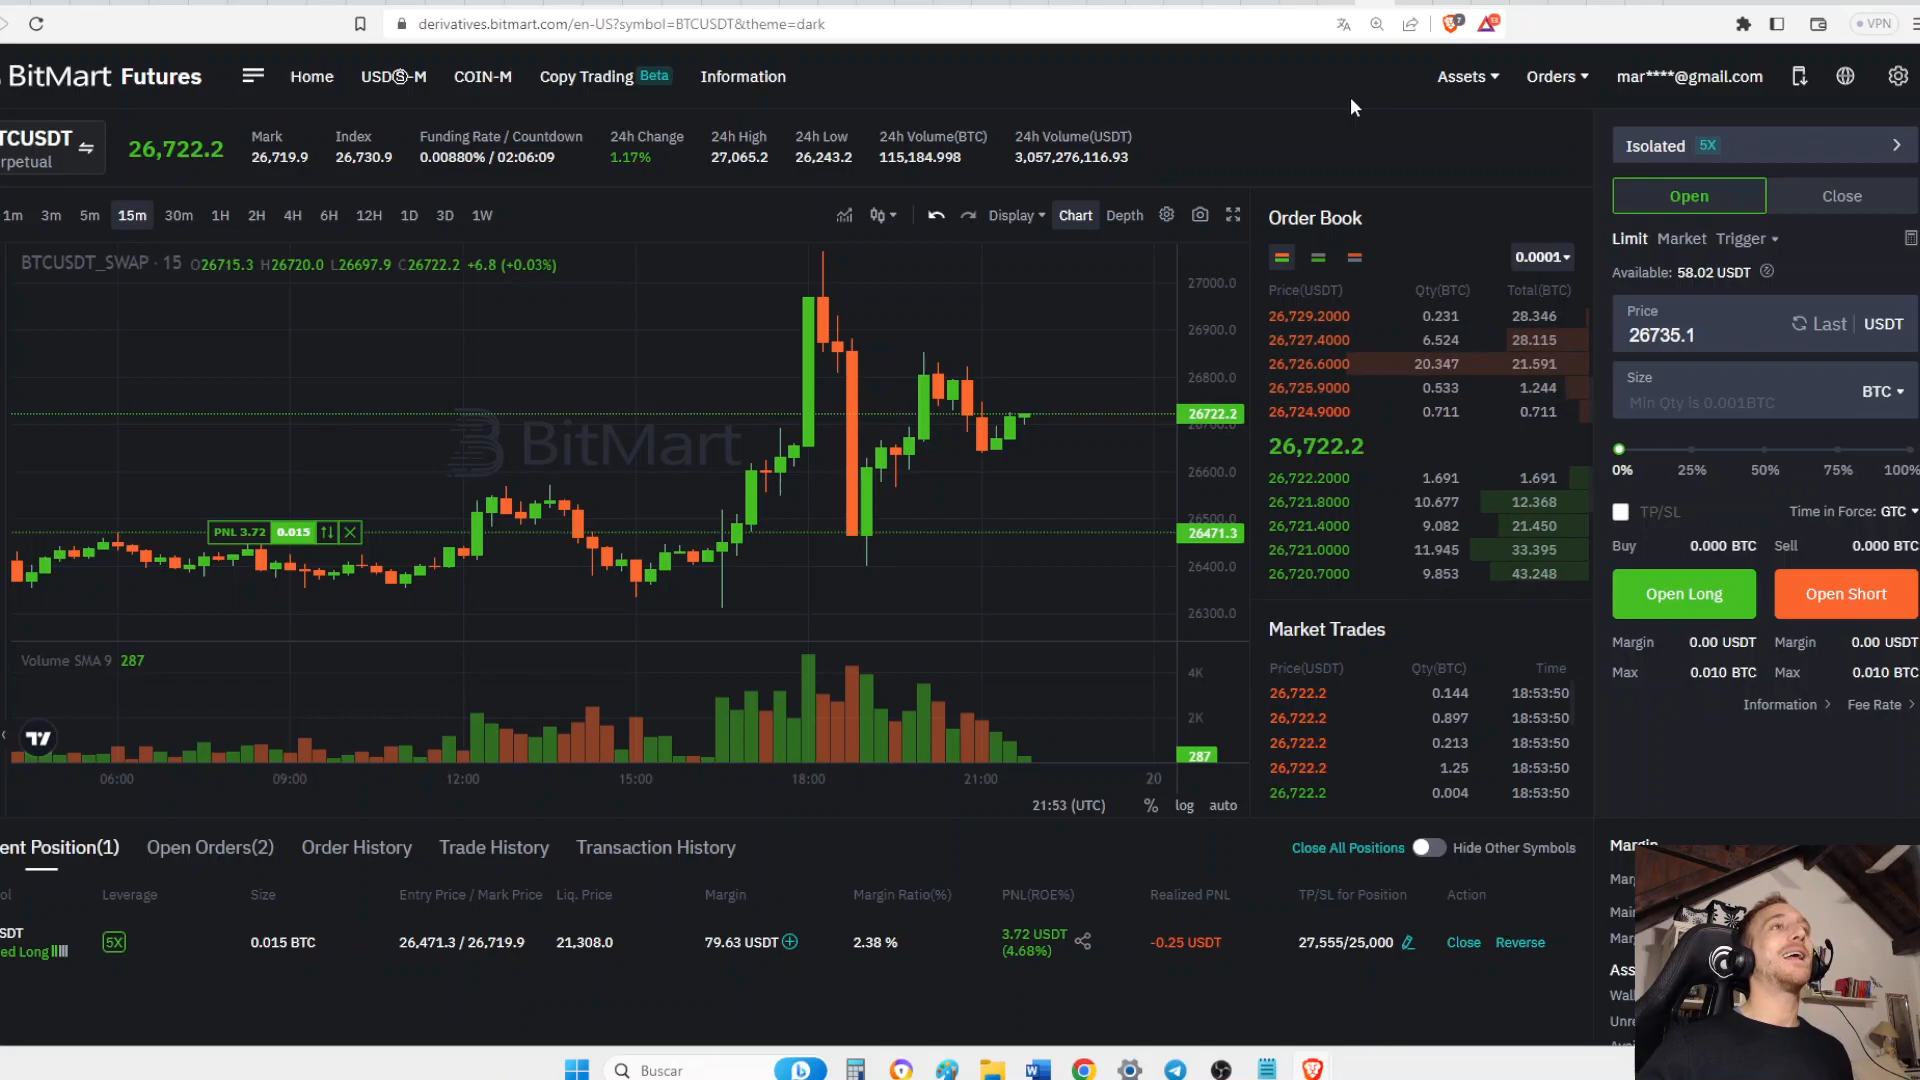 derivatives.bitmart.com/en-US?symbol=BTCUSDT&theme=dark
VPN
BitMart Futures
Home
USDⓈ-M
COIN-M
Copy Trading Beta
Information
Assets
Orders
mar****@gmail.com
TCUSDT
rpetual
26,722.2
Mark
26,719.9
Index
26,730.9
Funding Rate / Countdown
0.00880% / 02:06:09
24h Change
1.17%
24h High
27,065.2
24h Low
26,243.2
24h Volume(BTC)
115,184.998
24h Volume(USDT)
3,057,276,116.93
1m 3m 5m 15m 30m 1H 2H 4H 6H 12H 1D 3D 1W
Display
Chart
Depth
BTCUSDT_SWAP · 15 O26715.3 H26720.0 L26697.9 C26722.2 +6.8 (+0.03%)
BitMart
PNL 3.72 0.015
27000.0
26900.0
26800.0
26722.2
26700.0
26600.0
26500.0
26471.3
26400.0
26300.0
Volume SMA 9 287
4K
2K
287
06:00 09:00 12:00 15:00 18:00 21:00 20
21:53 (UTC) % log auto
Order Book
0.0001
Price(USDT) Qty(BTC) Total(BTC)
26,729.2000 0.231 28.346
26,727.4000 6.524 28.115
26,726.6000 20.347 21.591
26,725.9000 0.533 1.244
26,724.9000 0.711 0.711
26,722.2
26,722.2000 1.691 1.691
26,721.8000 10.677 12.368
26,721.4000 9.082 21.450
26,721.0000 11.945 33.395
26,720.7000 9.853 43.248
Market Trades
Price(USDT) Qty(BTC) Time
26,722.2 0.144 18:53:50
26,722.2 0.897 18:53:50
26,722.2 0.213 18:53:50
26,722.2 1.25 18:53:50
26,722.2 0.004 18:53:50
Isolated 5X
Open Close
Limit Market Trigger
Available: 58.02 USDT
Price
26735.1 Last USDT
Size
Min Qty is 0.001BTC BTC
0% 25% 50% 75% 100%
TP/SL Time in Force: GTC
Buy 0.000 BTC Sell 0.000 BTC
Open Long Open Short
Margin 0.00 USDT Margin 0.00 USDT
Max 0.010 BTC Max 0.010 BTC
Information Fee Rate
ent Position(1) Open Orders(2) Order History Trade History Transaction History
Close All Positions Hide Other Symbols
ol Leverage Size Entry Price / Mark Price Liq. Price Margin Margin Ratio(%) PNL(ROE%) Realized PNL TP/SL for Position Action
SDT
ed Long
5X 0.015 BTC 26,471.3 / 26,719.9 21,308.0 79.63 USDT 2.38 %
3.72 USDT
(4.68%)
-0.25 USDT 27,555/25,000 Close Reverse
Margin
Mar
Mai
Mar
Ass
Wal
Unre
Buscar